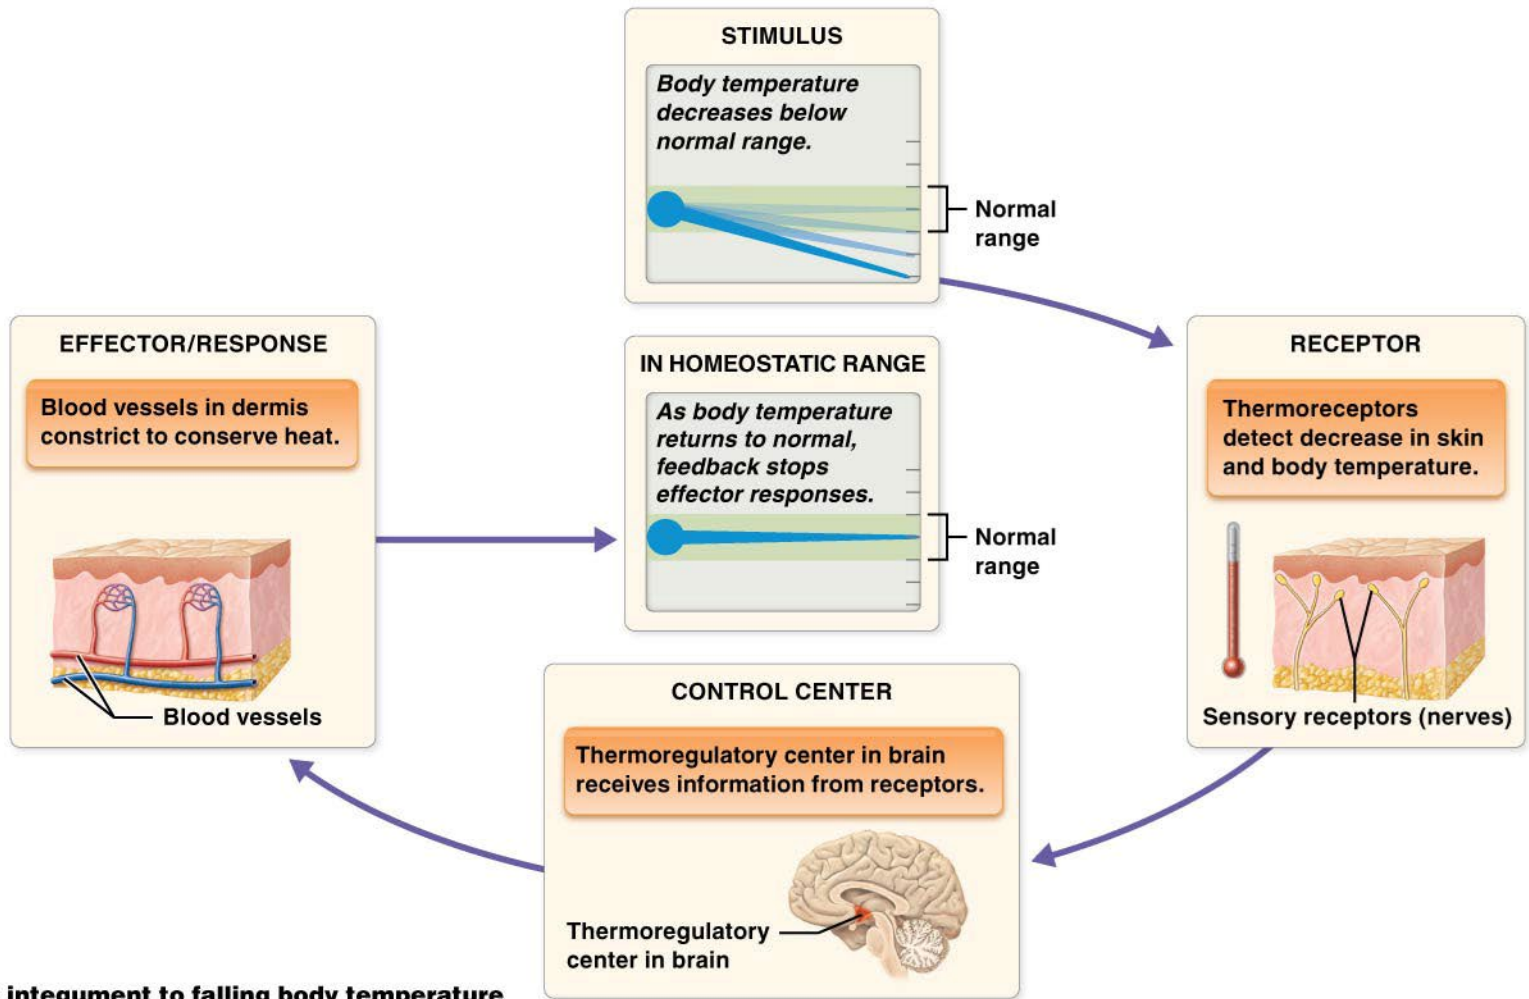 STIMULUS
Body temperature
decreases below
normal range.
Normal
range
EFFECTOR/RESPONSE
Blood vessels in dermis
constrict to conserve heat.
Blood vessels
IN HOMEOSTATIC RANGE
As body temperature
returns to normal,
feedback stops
effector responses.
Normal
range
RECEPTOR
Thermoreceptors
detect decrease in skin
and body temperature.
Sensory receptors (nerves)
CONTROL CENTER
Thermoregulatory center in brain
receives information from receptors.
Thermoregulatory
center in brain
integument to falling body temperature